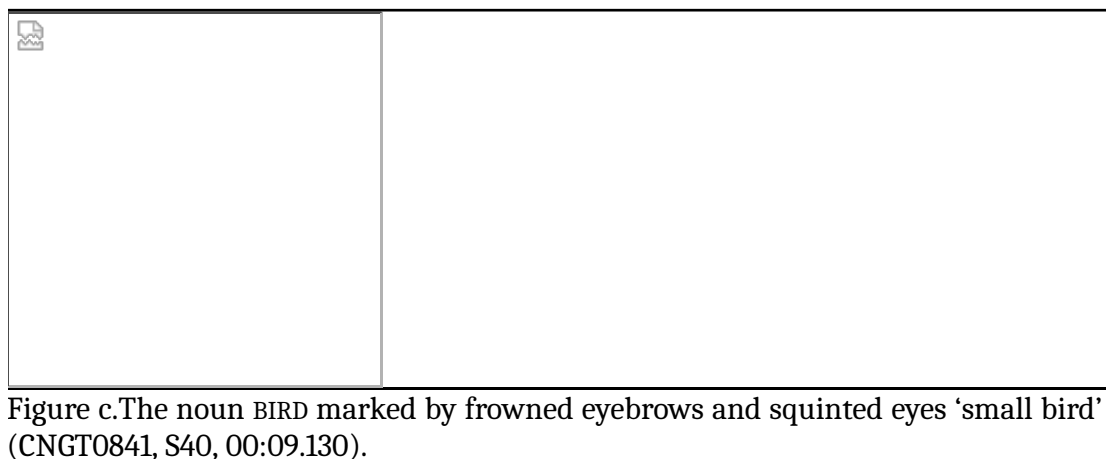 Figure c.The noun BIRD marked by frowned eyebrows and squinted eyes ‘small bird’
(CNGT0841, S40, 00:09.130).